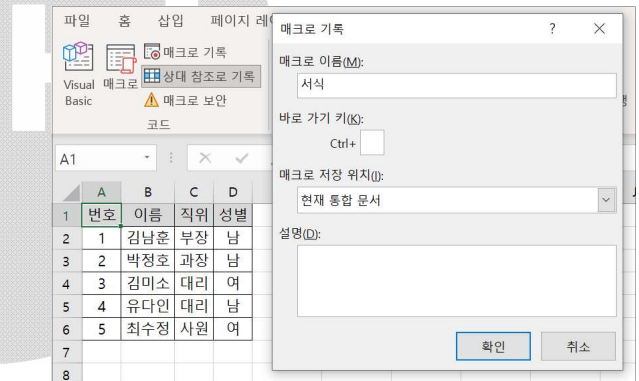 파일 홈 삽입 페이지 레
매크로 기록
상대 참조로 기록
매크로 보안
Visual Basic
매크로
코드
A1
A B C D
1 번호 이름 직위 성별
2 1 김남훈 부장 남
3 2 박정호 과장 남
4 3 김미소 대리 여
5 4 유다인 대리 남
6 5 최수정 사원 여
7
8
매크로 기록 ? ×
매크로 이름(M):
서식
바로 가기 키(K):
Ctrl+
매크로 저장 위치(I):
현재 통합 문서
설명(D):
확인 취소